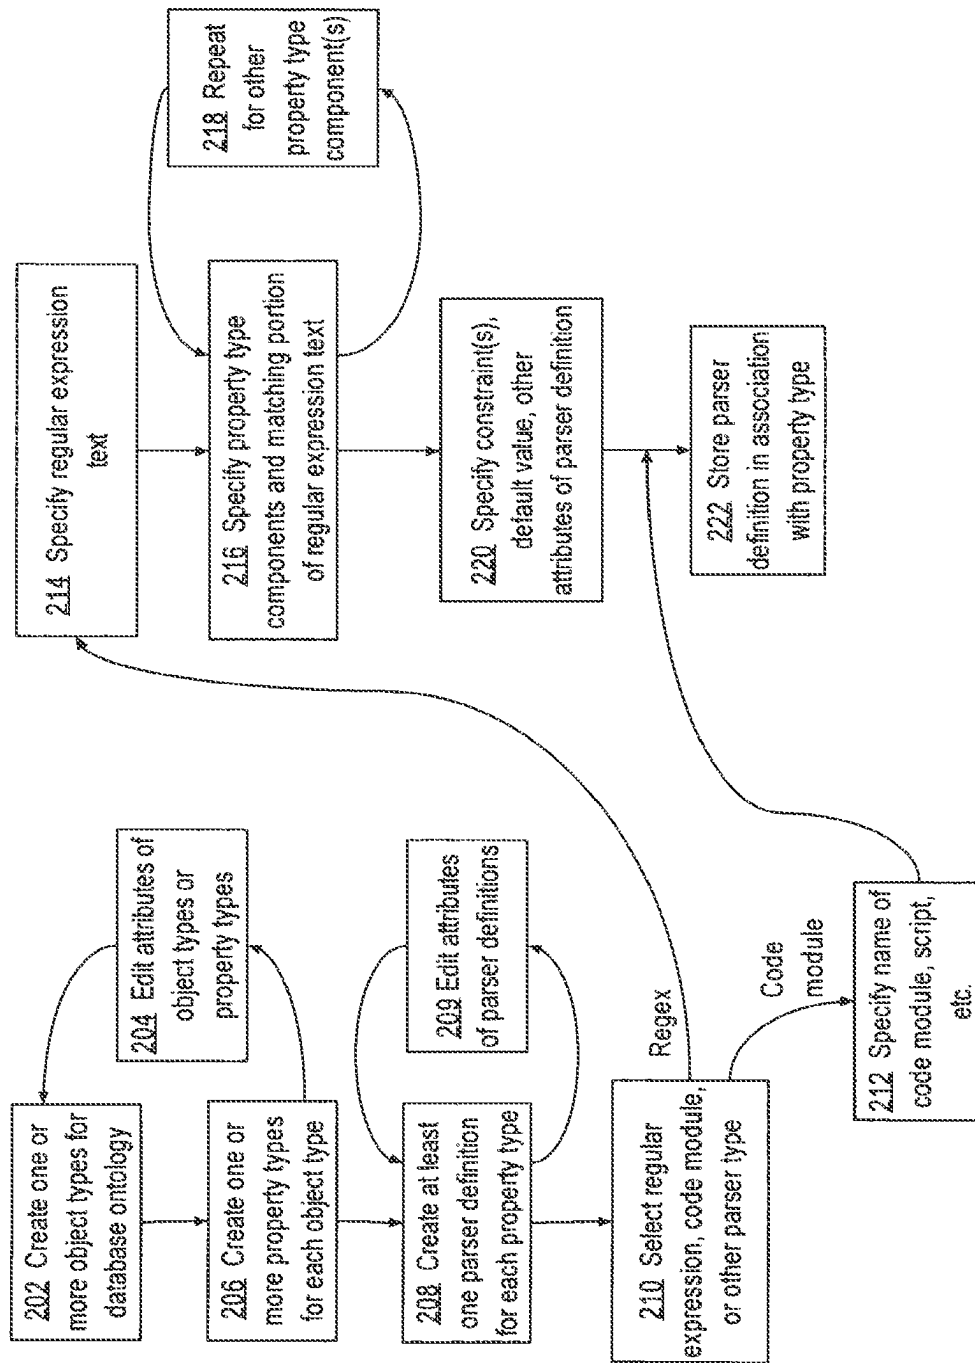 202 Create one or
more object types for
database ontology
204 Edit attributes of
object types or
property types
206 Create one or
more property types
for each object type
208 Create at least
one parser definition
for each property type
209 Edit attributes
of parser definitions
210 Select regular
expression, code module,
or other parser type
Regex
Code
module
212 Specify name of
code module, script,
etc.
214 Specify regular expression
text
216 Specify property type
components and matching portion
of regular expression text
218 Repeat
for other
property type
component(s)
220 Specify constraint(s),
default value, other
attributes of parser definition
222 Store parser
definition in association
with property type